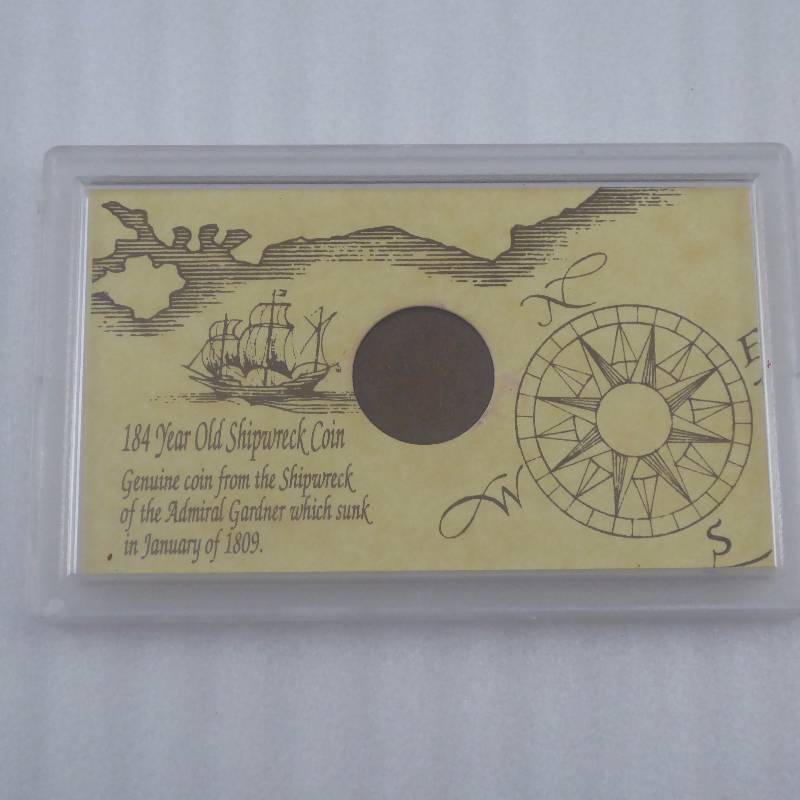 N
E
184 Year Old Shipwreck Coin
Genuine coin from the Shipwreck
of the Admiral Gardner which sunk
in January of 1809.
W
S